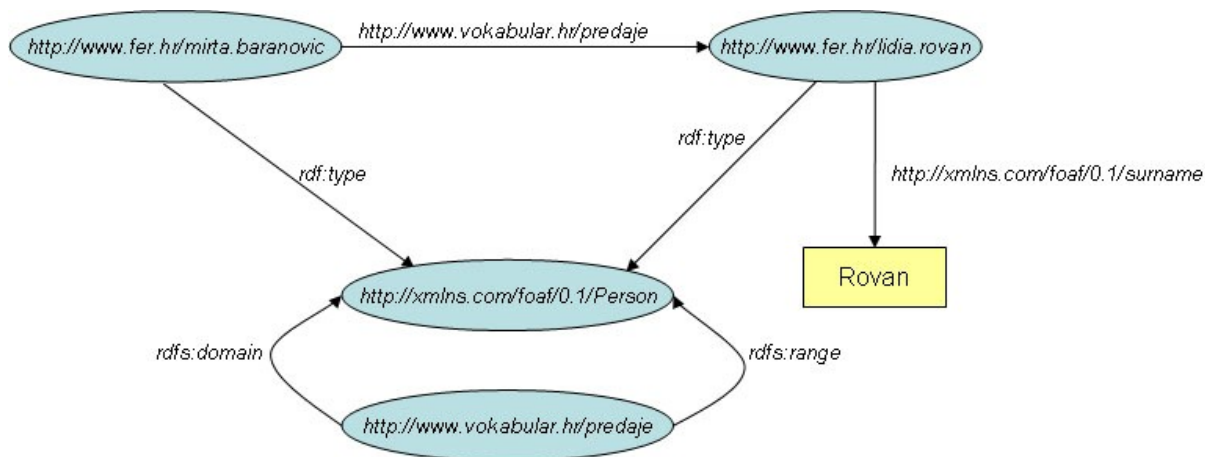 http://www.vokabular.hr/predaje
http://www.fer.hr/mirta.baranovic
http://www.fer.hr/lidia.rovan
rdf:type
rdf:type
http://xmlns.com/foaf/0.1/surname
Rovan
http://xmlns.com/foaf/0.1/Person
rdfs:domain
rdfs:range
http://www.vokabular.hr/predaje